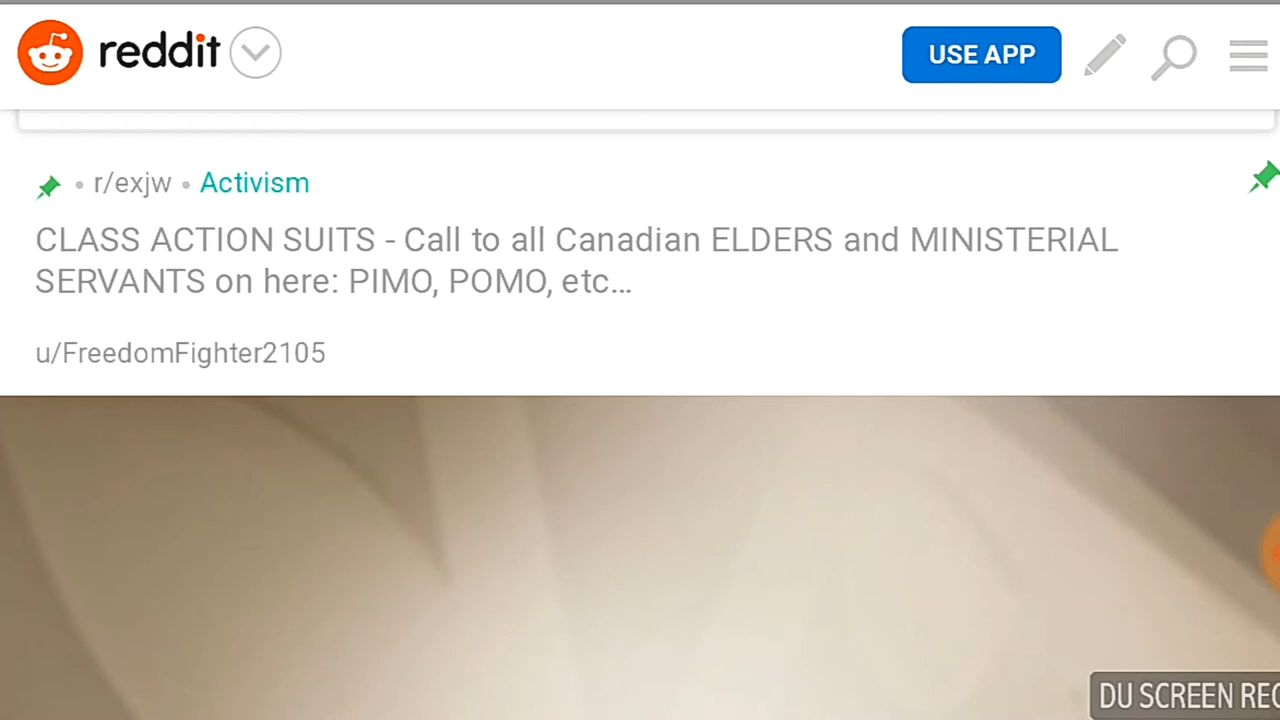 reddit
USE APP
• r/exjw • Activism
CLASS ACTION SUITS - Call to all Canadian ELDERS and MINISTERIAL
SERVANTS on here: PIMO, POMO, etc...
u/FreedomFighter2105
DU SCREEN REC